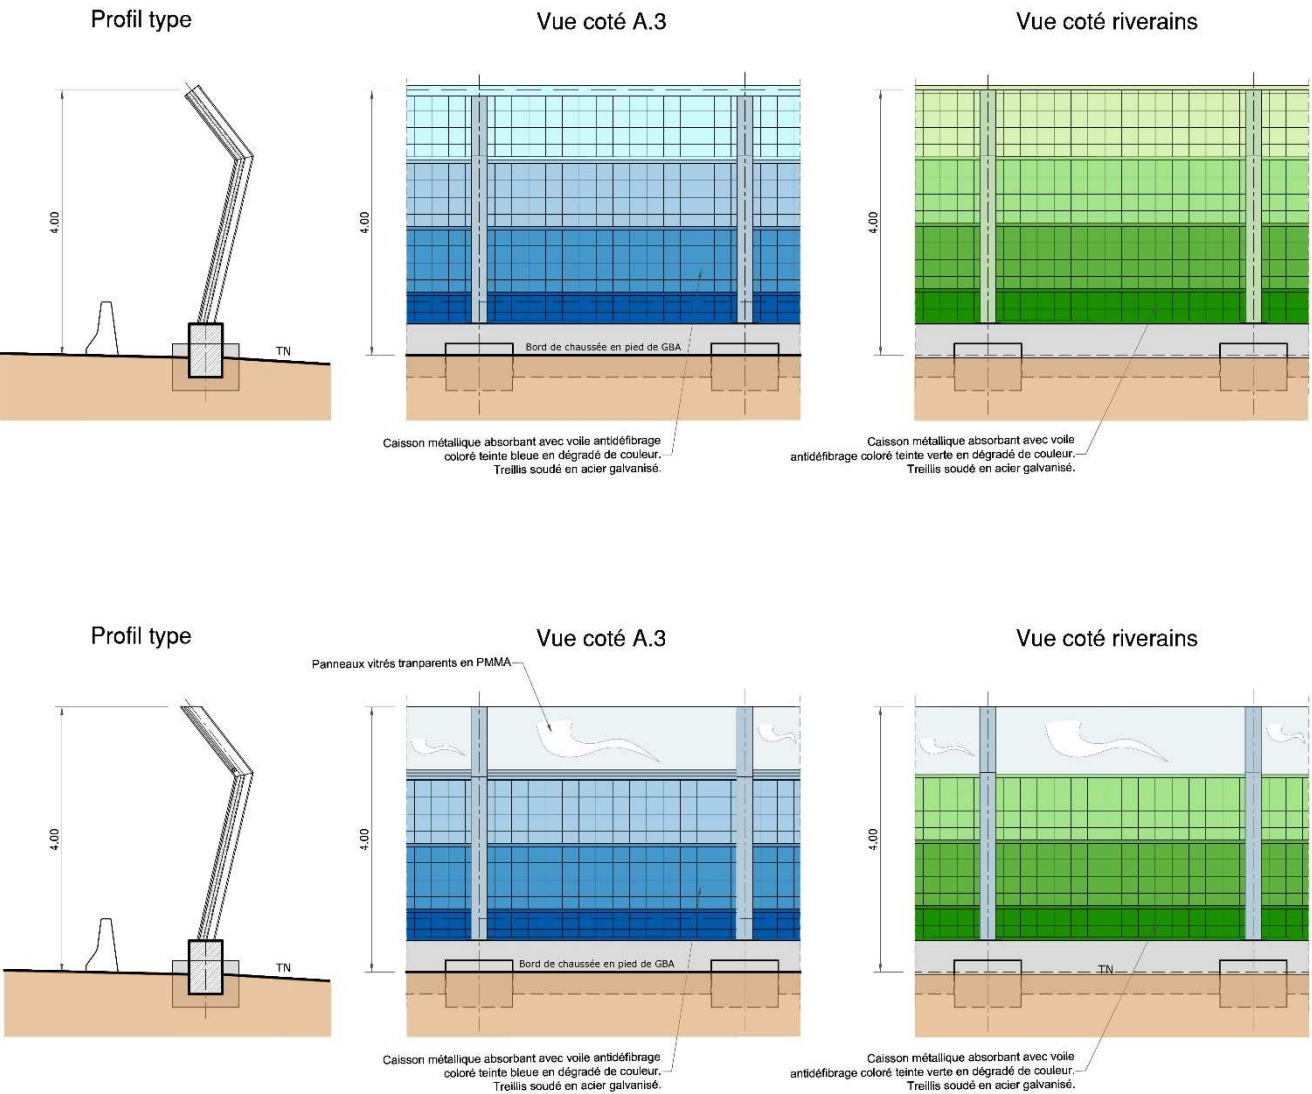 Profil type
Vue coté A.3
Vue coté riverains
4.00
TN
4.00
Bord de chaussée en pied de GBA
4.00
Caisson métallique absorbant avec voile antidéfibrage
coloré teinte bleue en dégradé de couleur.
Treillis soudé en acier galvanisé.
Caisson métallique absorbant avec voile
antidéfibrage coloré teinte verte en dégradé de couleur.
Treillis soudé en acier galvanisé.
Profil type
Vue coté A.3
Vue coté riverains
Panneaux vitrés tranparents en PMMA
4.00
TN
4.00
Bord de chaussée en pied de GBA
4.00
TN
Caisson métallique absorbant avec voile antidéfibrage
coloré teinte bleue en dégradé de couleur.
Treillis soudé en acier galvanisé.
Caisson métallique absorbant avec voile
antidéfibrage coloré teinte verte en dégradé de couleur.
Treillis soudé en acier galvanisé.